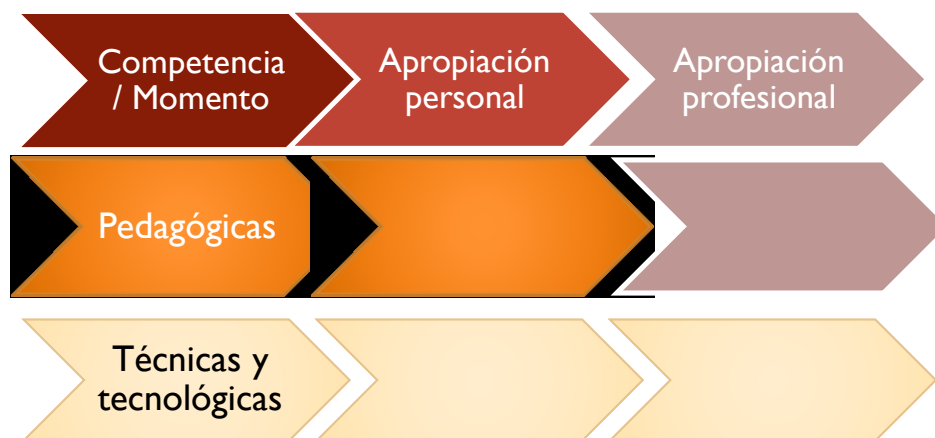 Competencia
/ Momento
Apropiación
personal
Apropiación
profesional
Pedagógicas
Técnicas y
tecnológicas